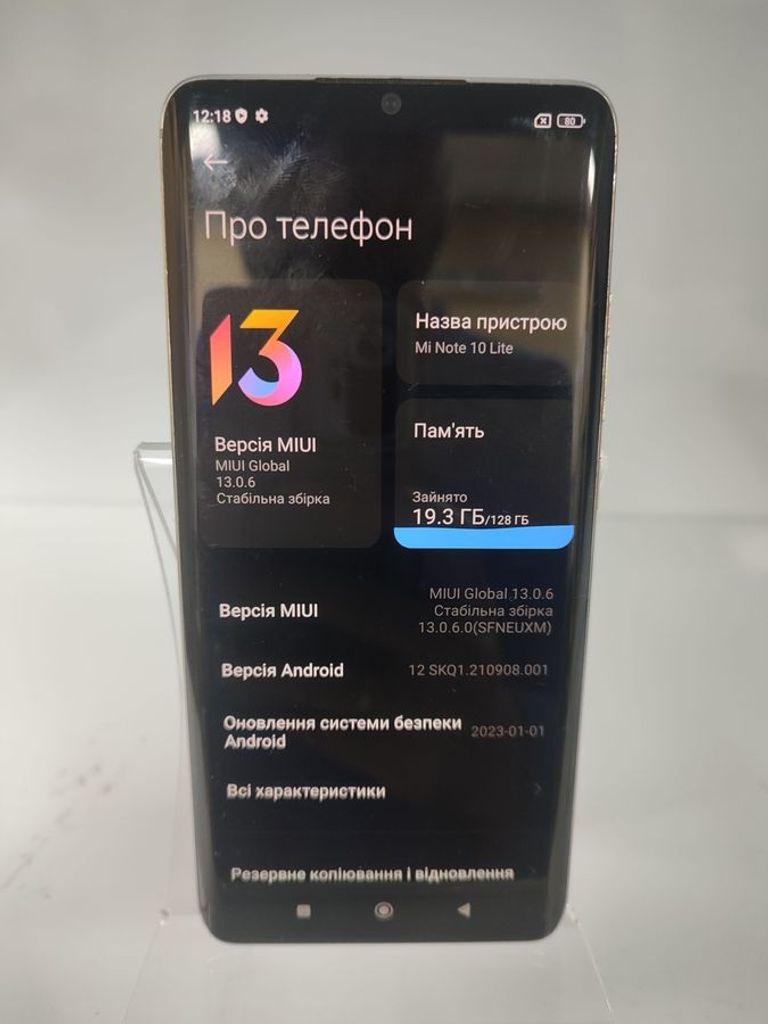 12:18
80
Про телефон
13
Версія MIUI
MIUI Global
13.0.6
Стабільна збірка
Назва пристрою
Mi Note 10 Lite
Пам'ять
Зайнято
19.3 ГБ/128 ГБ
Версія MIUI
MIUI Global 13.0.6
Стабільна збірка
13.0.6.0(SFNEUXM)
Версія Android
12 SKQ1.210908.001
Оновлення системи безпеки
Android
2023-01-01
Всі характеристики
Резервне копіювання і відновлення